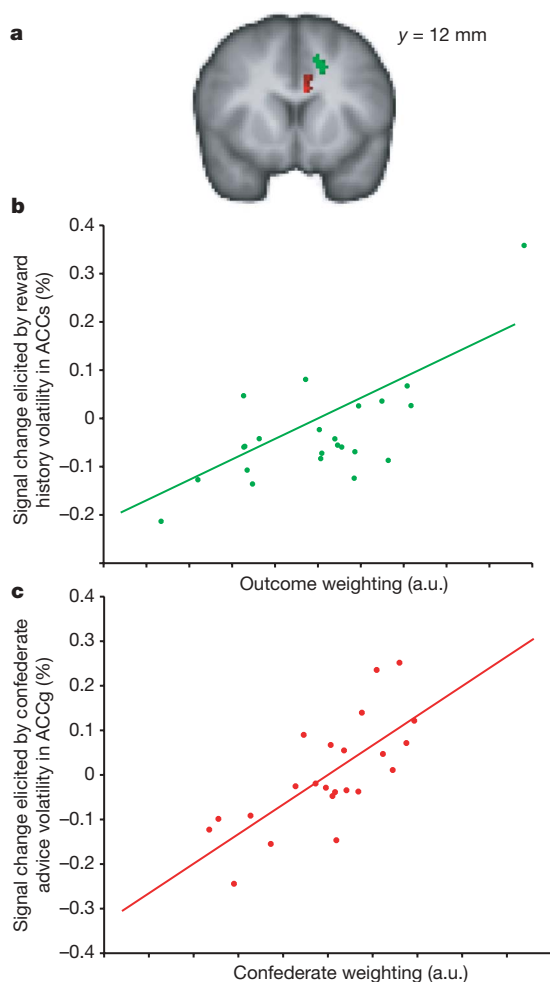 a
y = 12 mm
b
Signal change elicited by reward
history volatility in ACCs (%)
0.4
0.3
0.2
0.1
0
–0.1
–0.2
Outcome weighting (a.u.)
c
Signal change elicited by confederate
advice volatility in ACCg (%)
0.4
0.3
0.2
0.1
0
–0.1
–0.2
–0.3
–0.4
Confederate weighting (a.u.)